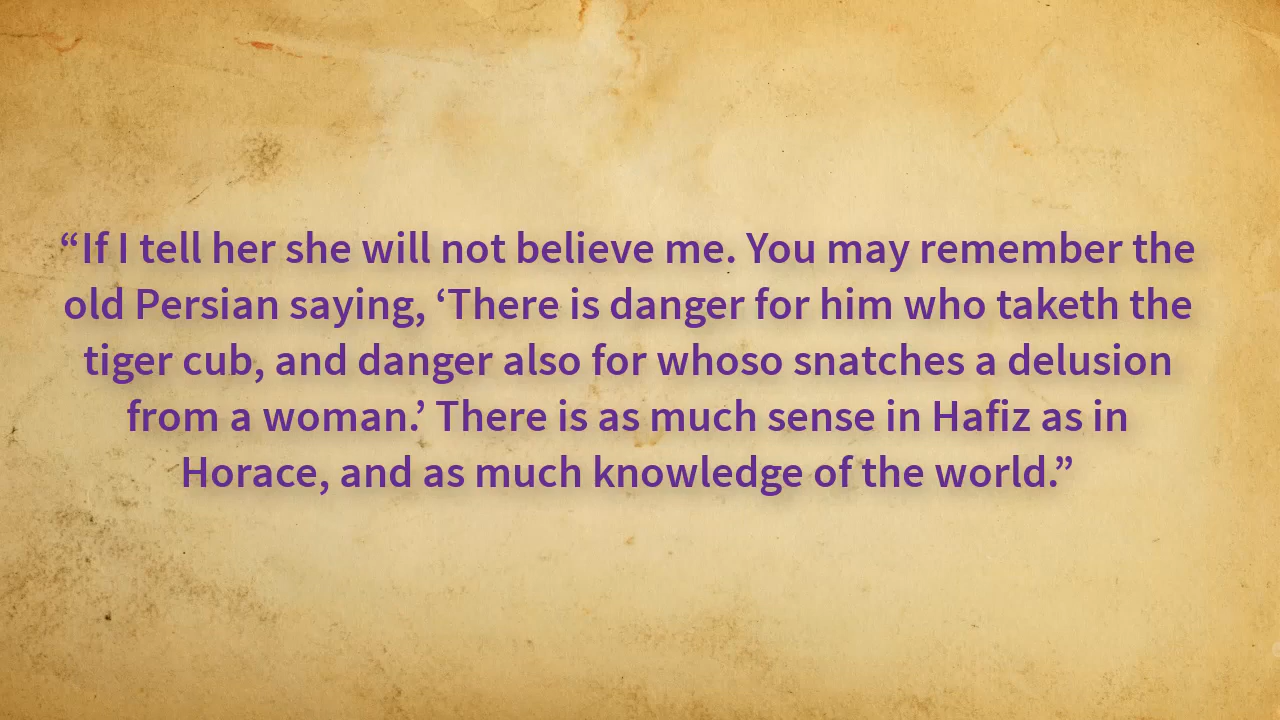 “If I tell her she will not believe me. You may remember the
old Persian saying, ‘There is danger for him who taketh the
tiger cub, and danger also for whoso snatches a delusion
from a woman.’ There is as much sense in Hafiz as in
Horace, and as much knowledge of the world.”